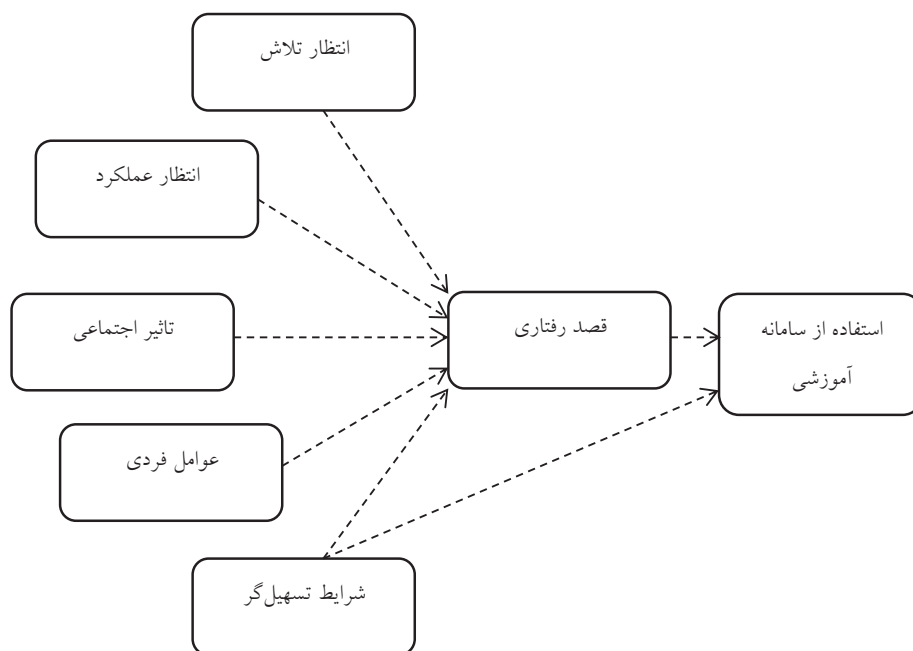 انتظار تلاش
انتظار عملکرد
تاثیر اجتماعی
قصد رفتاری
استفاده از سامانه
آموزشی
عوامل فردی
شرایط تسهیل‌گر